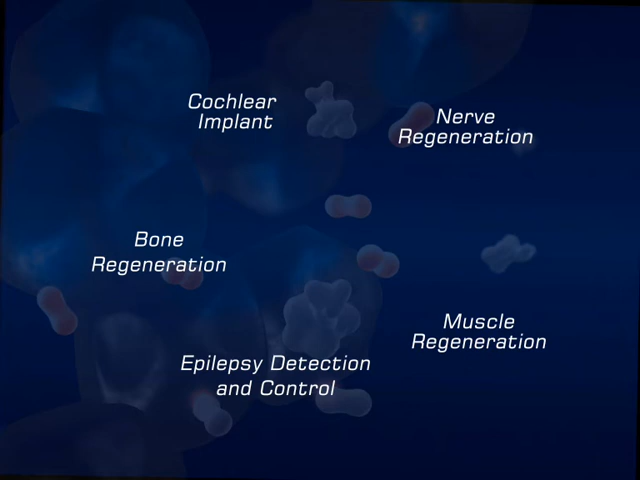 Cochlear
Implant
Nerve
Regeneration
Bone
Regeneration
Muscle
Regeneration
Epilepsy Detection
and Control